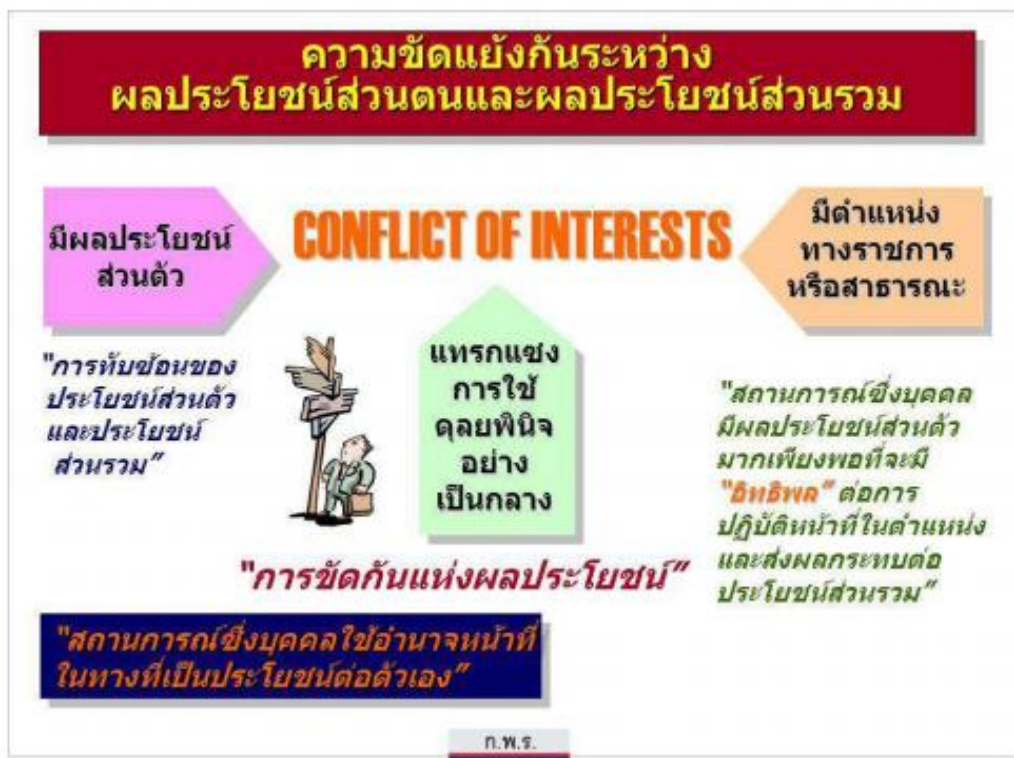 ความขัดแย้งกันระหว่าง
ผลประโยชน์ส่วนตนและผลประโยชน์ส่วนรวม
มีผลประโยชน์
ส่วนตัว
CONFLICT OF INTERESTS
มีตำแหน่ง
ทางราชการ
หรือสาธารณะ
"การทับซ้อนของ
ประโยชน์ส่วนตัว
และประโยชน์
ส่วนรวม"
แทรกแซง
การใช้
ดุลยพินิจ
อย่าง
เป็นกลาง
"สถานการณ์ซึ่งบุคคล
มีผลประโยชน์ส่วนตัว
มากเพียงพอที่จะมี
"อิทธิพล" ต่อการ
ปฏิบัติหน้าที่ในตำแหน่ง
และส่งผลกระทบต่อ
ประโยชน์ส่วนรวม"
"การขัดกันแห่งผลประโยชน์"
"สถานการณ์ซึ่งบุคคลใช้อำนาจหน้าที่
ในทางที่เป็นประโยชน์ต่อตัวเอง"
ก.พ.ร.